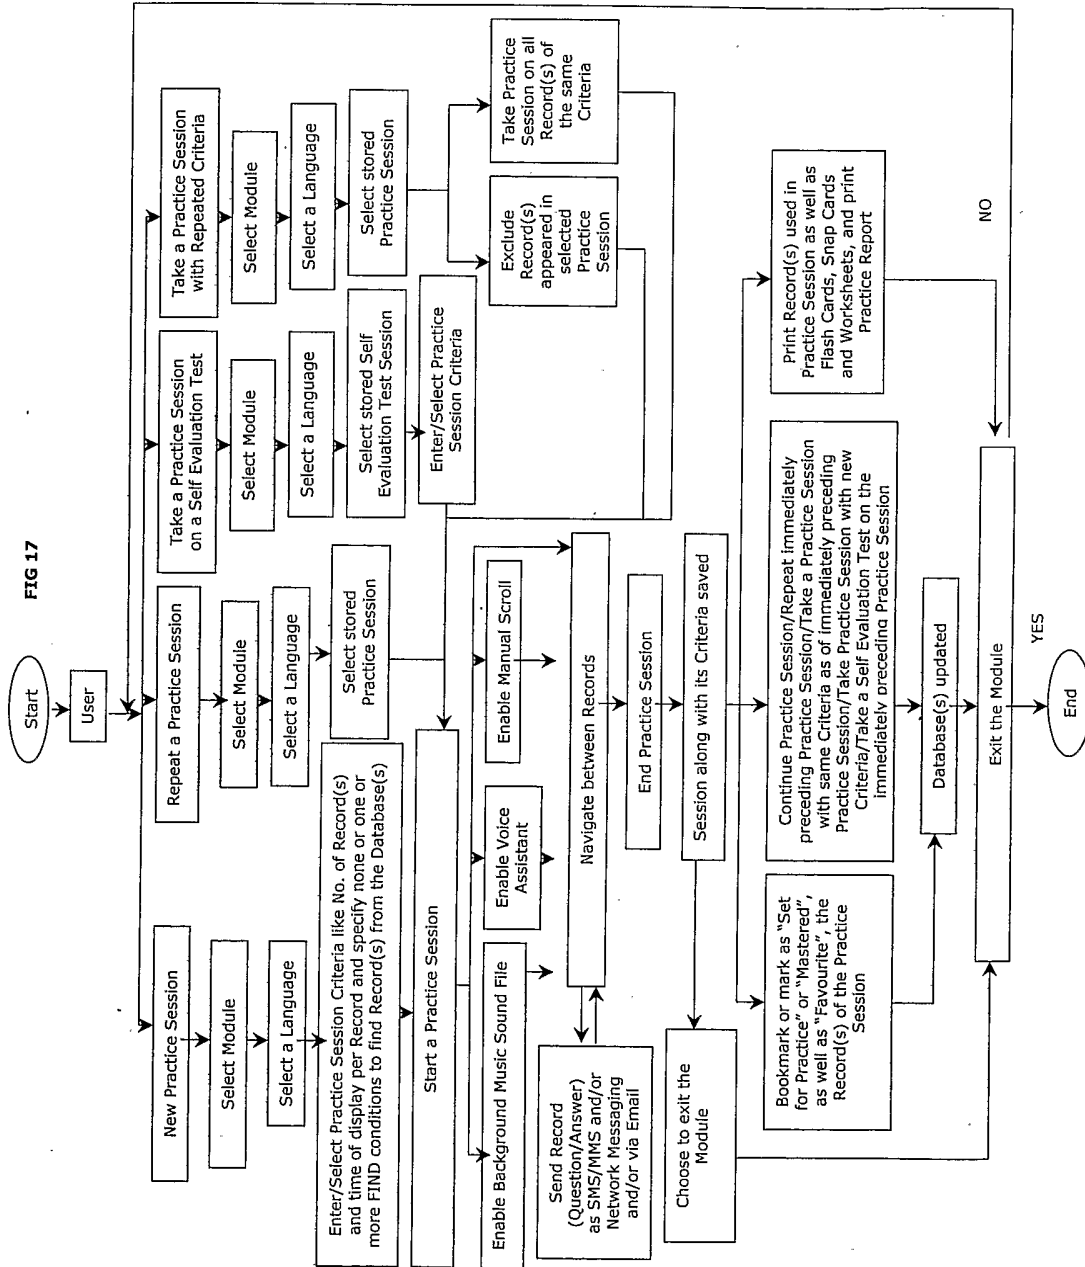 FIG 17
Start
User
New Practice Session
Select Module
Select a Language
Enter/Select Practice Session Criteria like No. of Record(s)
and time of display per Record and specify none or one or
more FIND conditions to find Record(s) from the Database(s)
Repeat a Practice Session
Select Module
Select a Language
Select stored
Practice Session
Take a Practice Session
on a Self Evaluation Test
Select Module
Select a Language
Select stored Self
Evaluation Test Session
Enter/Select Practice
Session Criteria
Take a Practice Session
with Repeated Criteria
Select Module
Select a Language
Select stored
Practice Session
Exclude
Record(s)
appeared in
selected
Practice
Session
Take Practice
Session on all
Record(s) of
the same
Criteria
Start a Practice Session
Enable Background Music Sound File
Enable Voice
Assistant
Enable Manual Scroll
Send Record
(Question/Answer)
as SMS/MMS and/or
Network Messaging
and/or via Email
Navigate between Records
End Practice Session
Choose to exit the
Module
Session along with its Criteria saved
Bookmark or mark as "Set
for Practice" or "Mastered",
as well as "Favourite", the
Record(s) of the Practice
Session
Continue Practice Session/Repeat immediately
preceding Practice Session/Take a Practice Session
with same Criteria as of immediately preceding
Practice Session/Take Practice Session with new
Criteria/Take a Self Evaluation Test on the
immediately preceding Practice Session
Print Record(s) used in
Practice Session as well as
Flash Cards, Snap Cards
and Worksheets, and print
Practice Report
Database(s) updated
Exit the Module
NO
YES
End